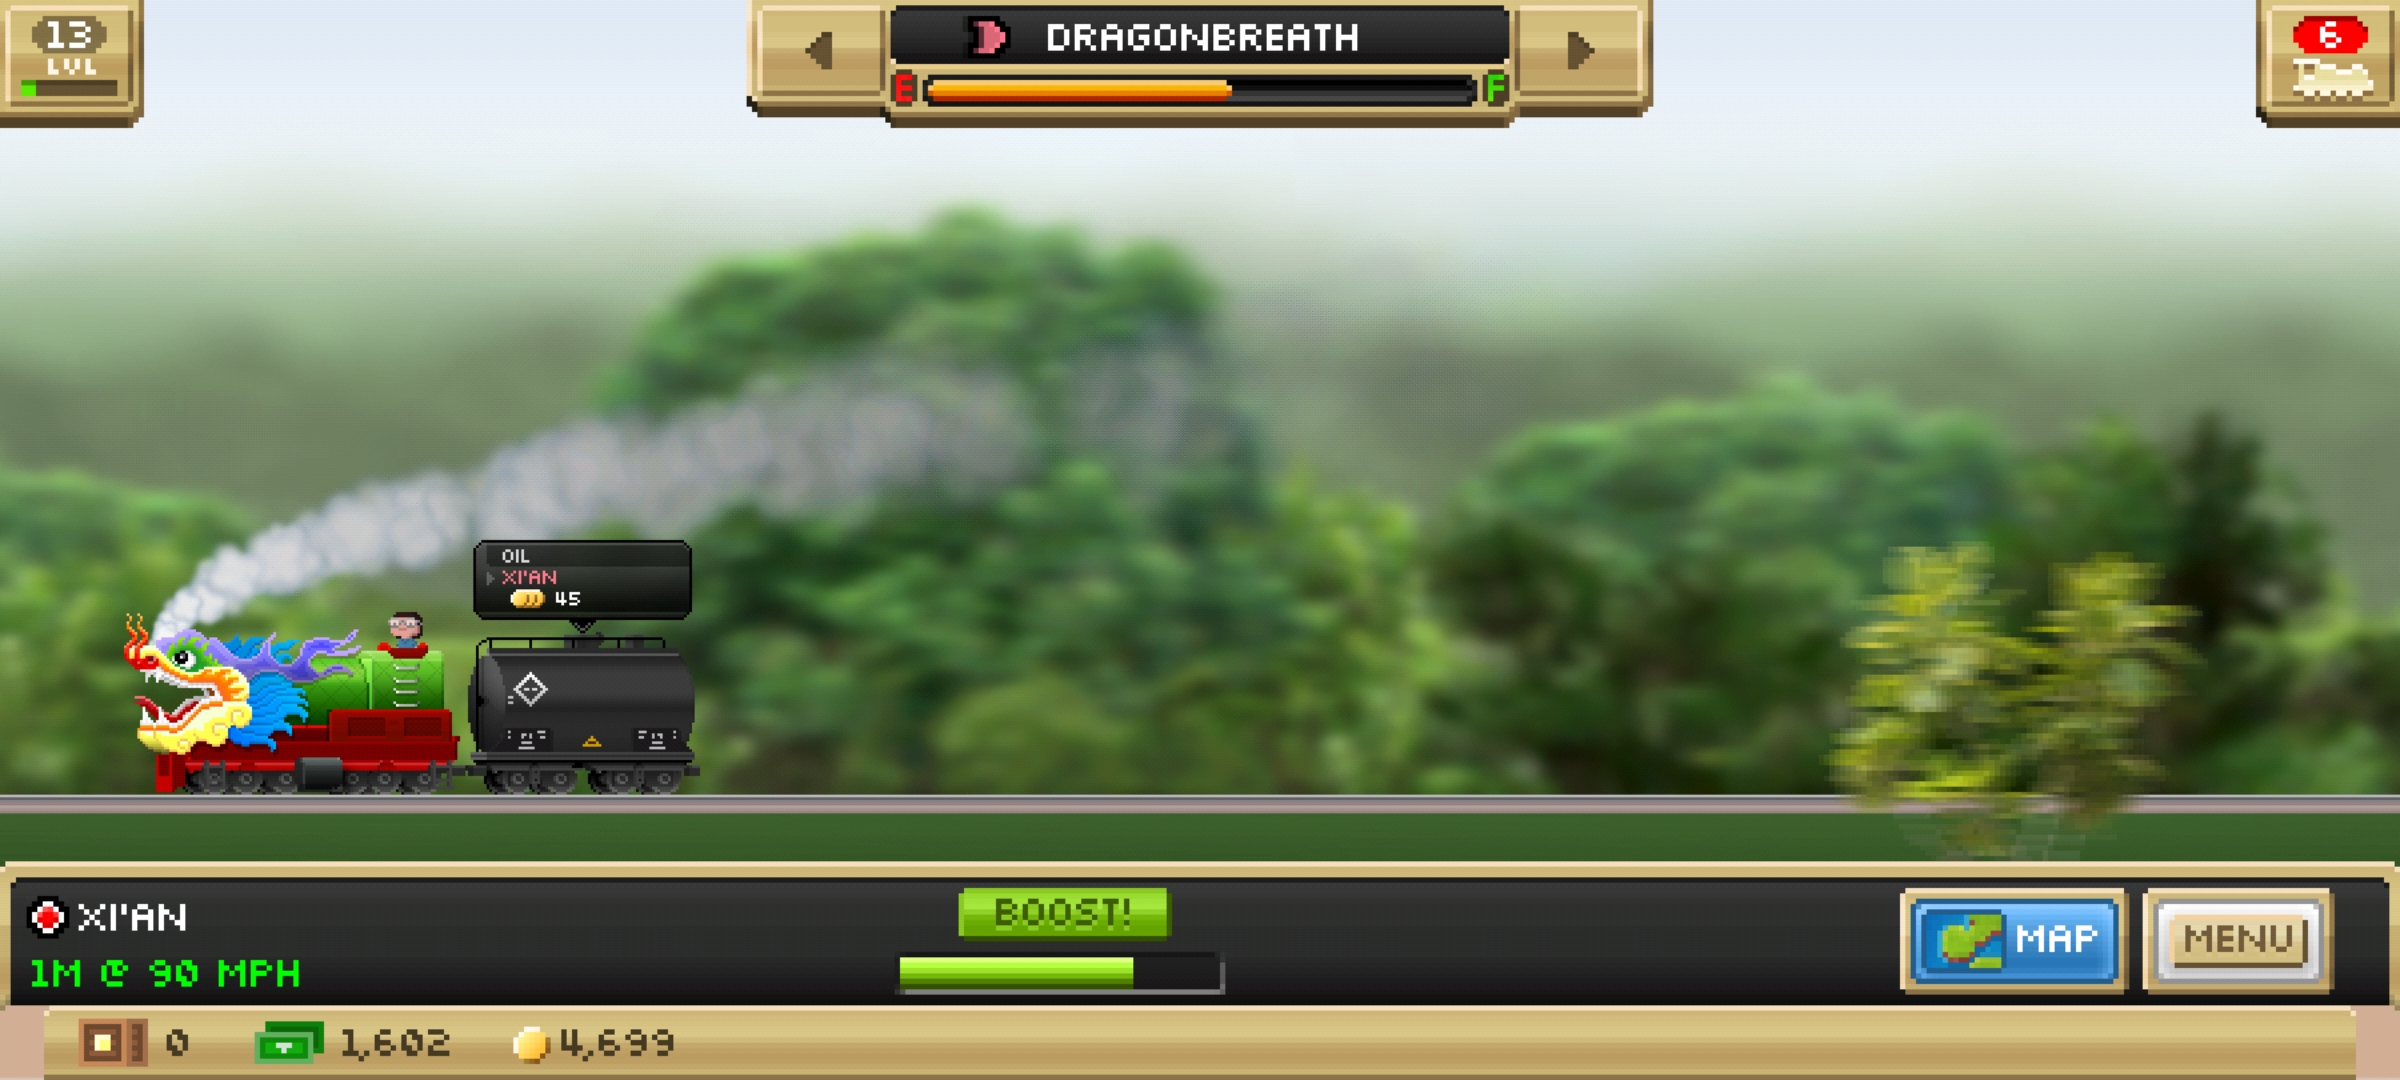 13
LVL
DRAGONBREATH
E F
6
OIL
XI'AN
45
XI'AN
1M @ 90 MPH
BOOST!
MAP
MENU
0
1,602
4,699